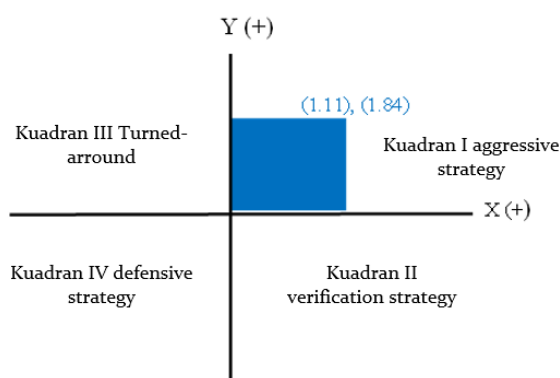 Y (+)
(1.11), (1.84)
Kuadran III Turned-
arround
Kuadran I aggressive
strategy
X (+)
Kuadran IV defensive
strategy
Kuadran II
verification strategy